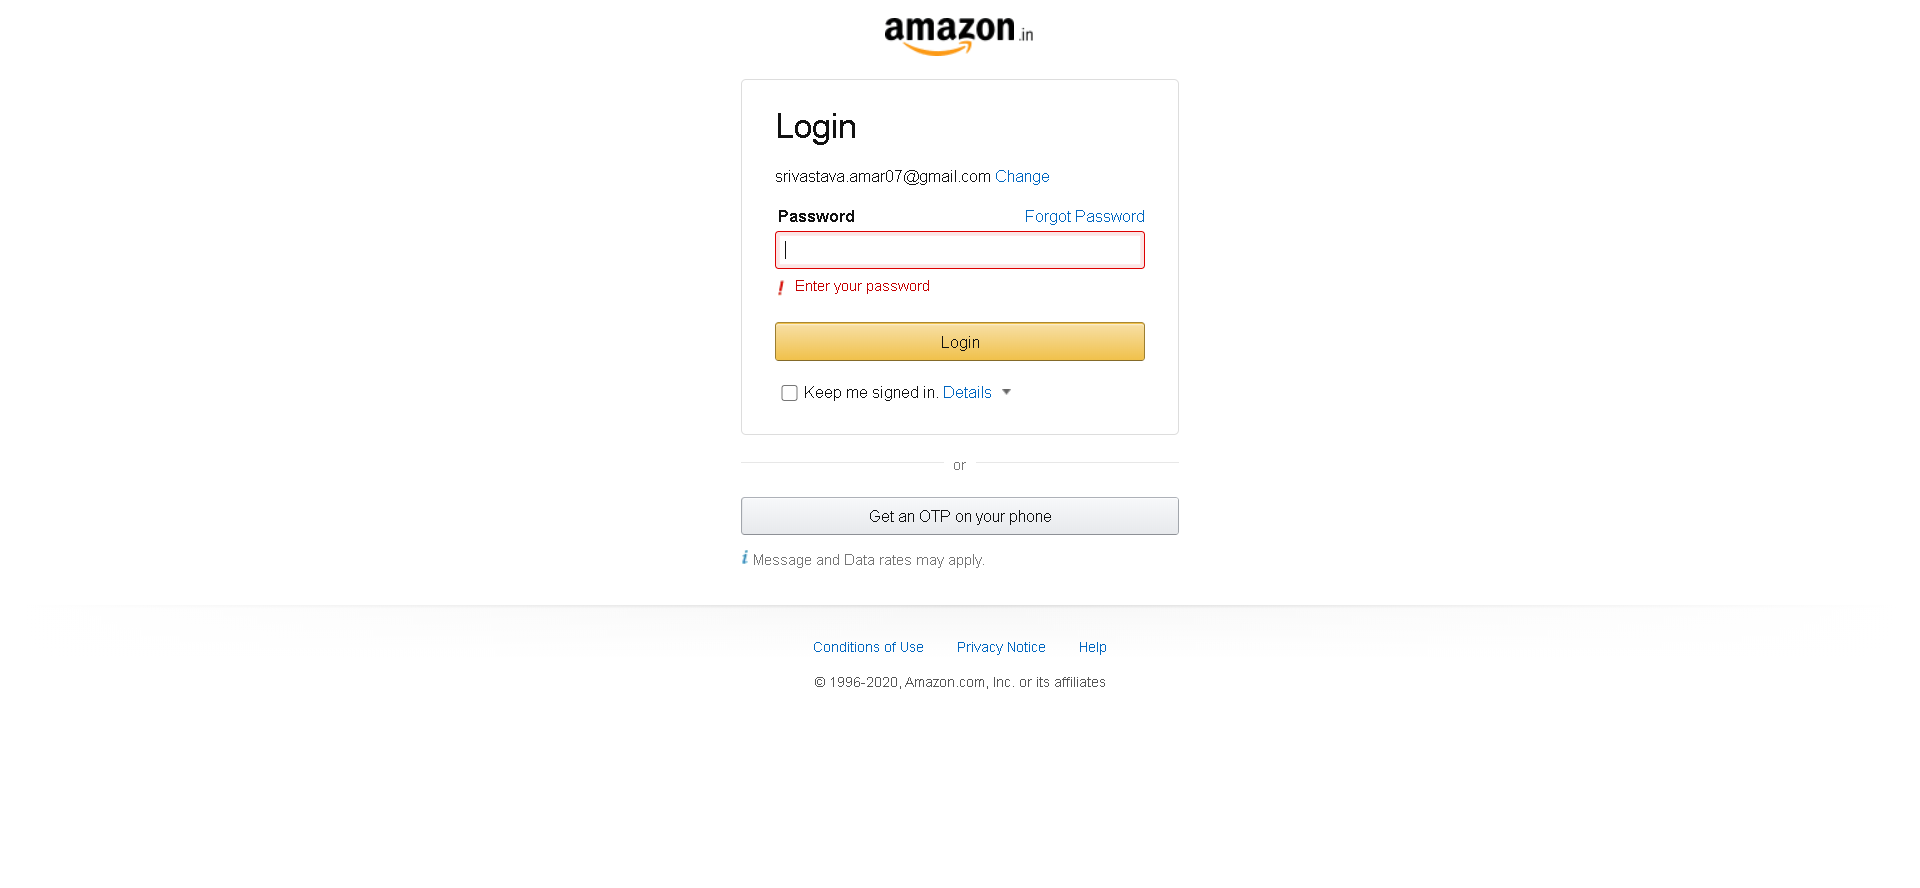 amazon.in
Login
srivastava.amar07@gmail.com Change
Password Forgot Password
! Enter your password
Login
Keep me signed in. Details
or
Get an OTP on your phone
i Message and Data rates may apply.
Conditions of Use Privacy Notice Help
© 1996-2020, Amazon.com, Inc. or its affiliates